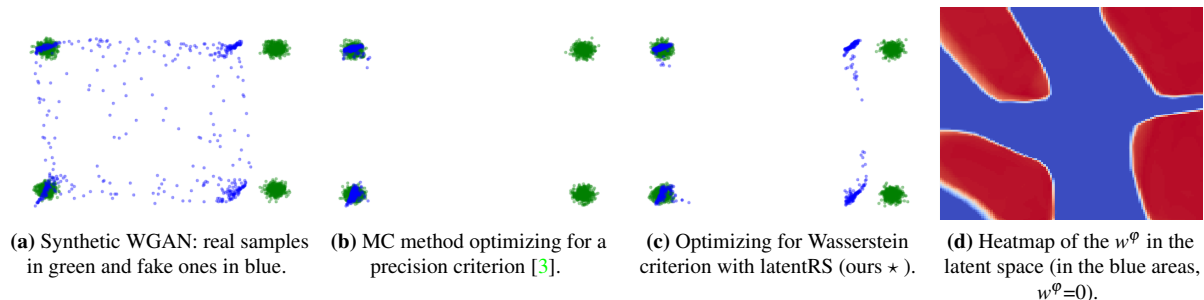 (a) Synthetic WGAN: real samples
in green and fake ones in blue.
(b) MC method optimizing for a
precision criterion [3].
(c) Optimizing for Wasserstein
criterion with latentRS (ours ⋆ ).
(d) Heatmap of the w^φ in the
latent space (in the blue areas,
w^φ=0).